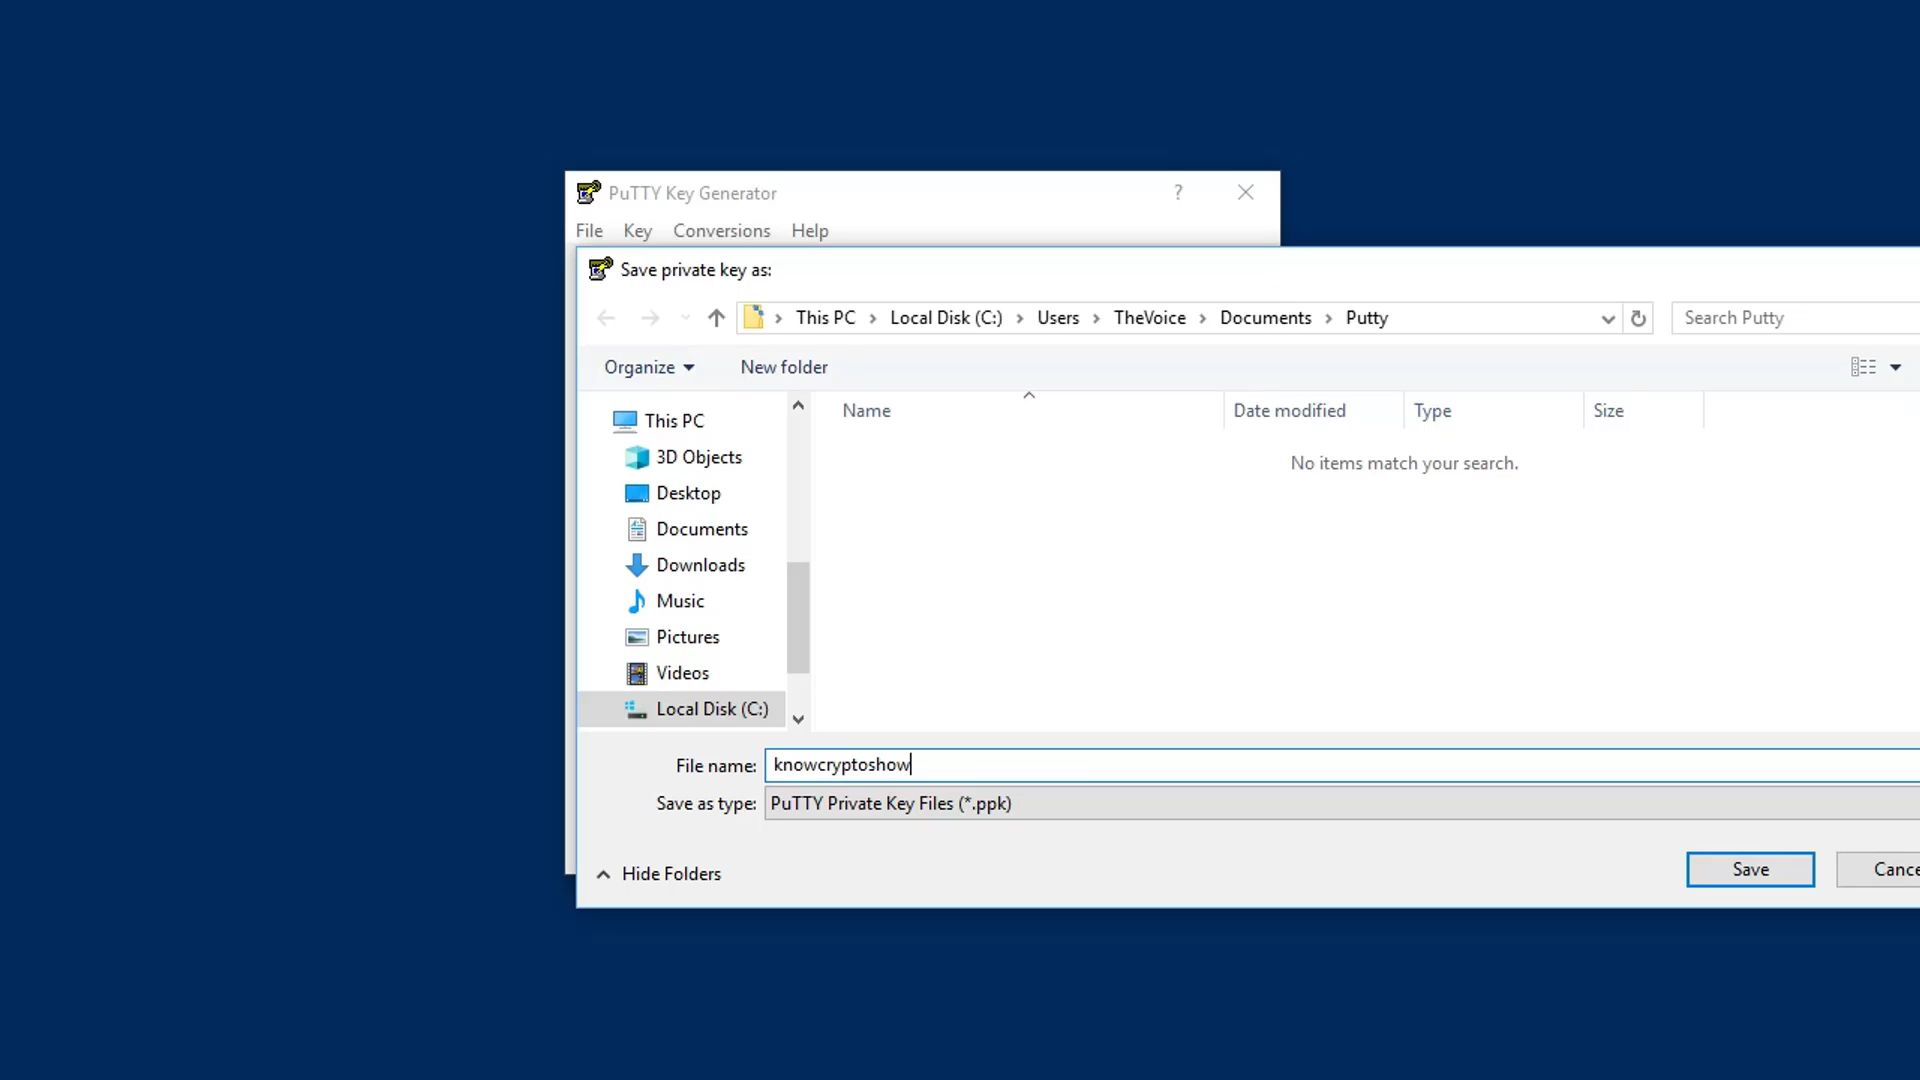 PuTTY Key Generator ?
File Key Conversions Help
Save private key as:
This PC Local Disk (C:) Users TheVoice Documents Putty Search Putty
Organize New folder
Name Date modified Type Size
This PC
No items match your search.
3D Objects
Desktop
Documents
Downloads
Music
Pictures
Videos
Local Disk (C:)
File name: knowcryptoshow
Save as type: PuTTY Private Key Files (*.ppk)
Hide Folders Save Cance